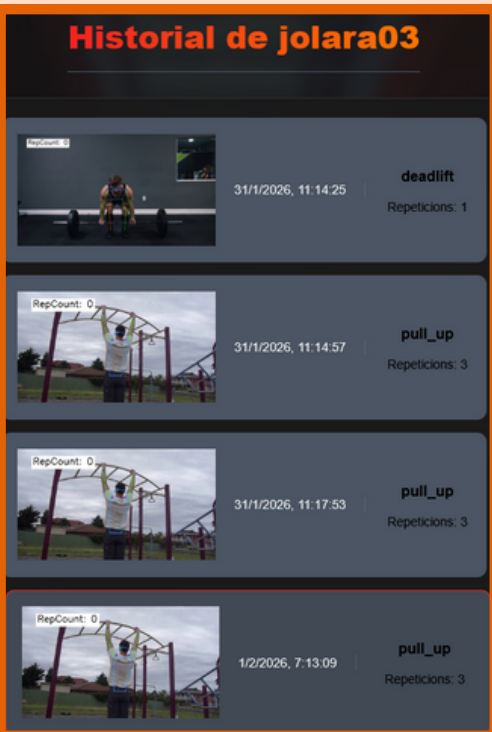 Historial de jolara03
RepCount: 0
31/1/2026, 11:14:25
deadlift
Repeticions: 1
RepCount: 0
31/1/2026, 11:14:57
pull_up
Repeticions: 3
RepCount: 0
31/1/2026, 11:17:53
pull_up
Repeticions: 3
RepCount: 0
1/2/2026, 7:13:09
pull_up
Repeticions: 3